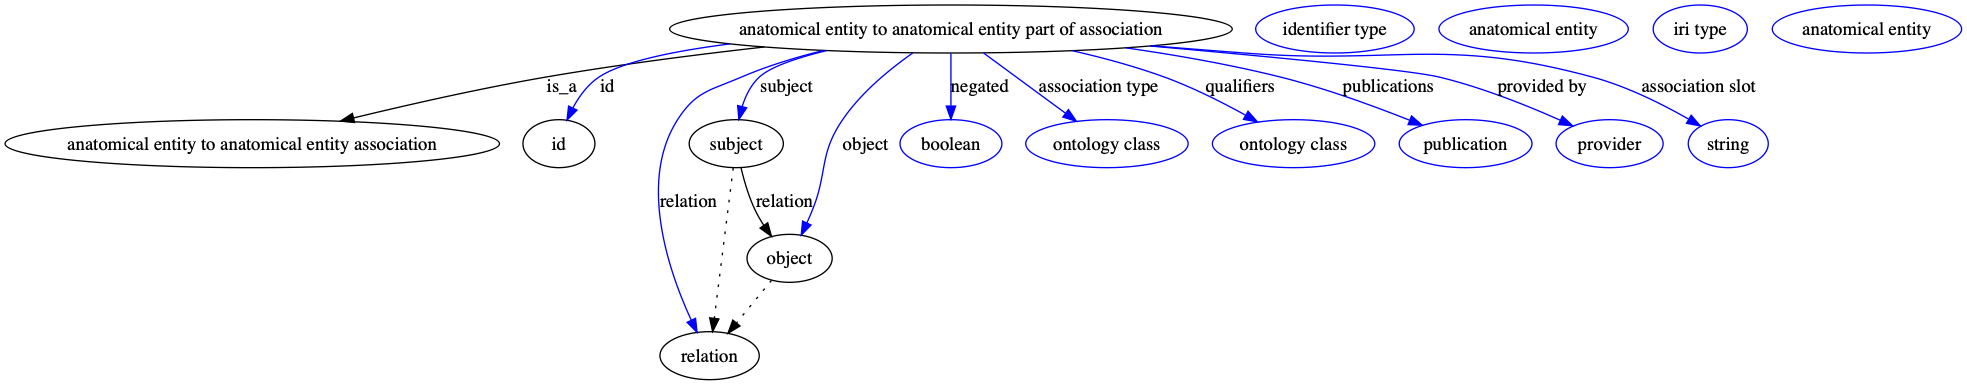 anatomical entity to anatomical entity part of association
identifier type
anatomical entity
iri type
anatomical entity
is_a
id
subject
object
negated
association type
qualifiers
publications
provided by
association slot
anatomical entity to anatomical entity association
id
subject
boolean
ontology class
ontology class
publication
provider
string
relation
relation
object
relation